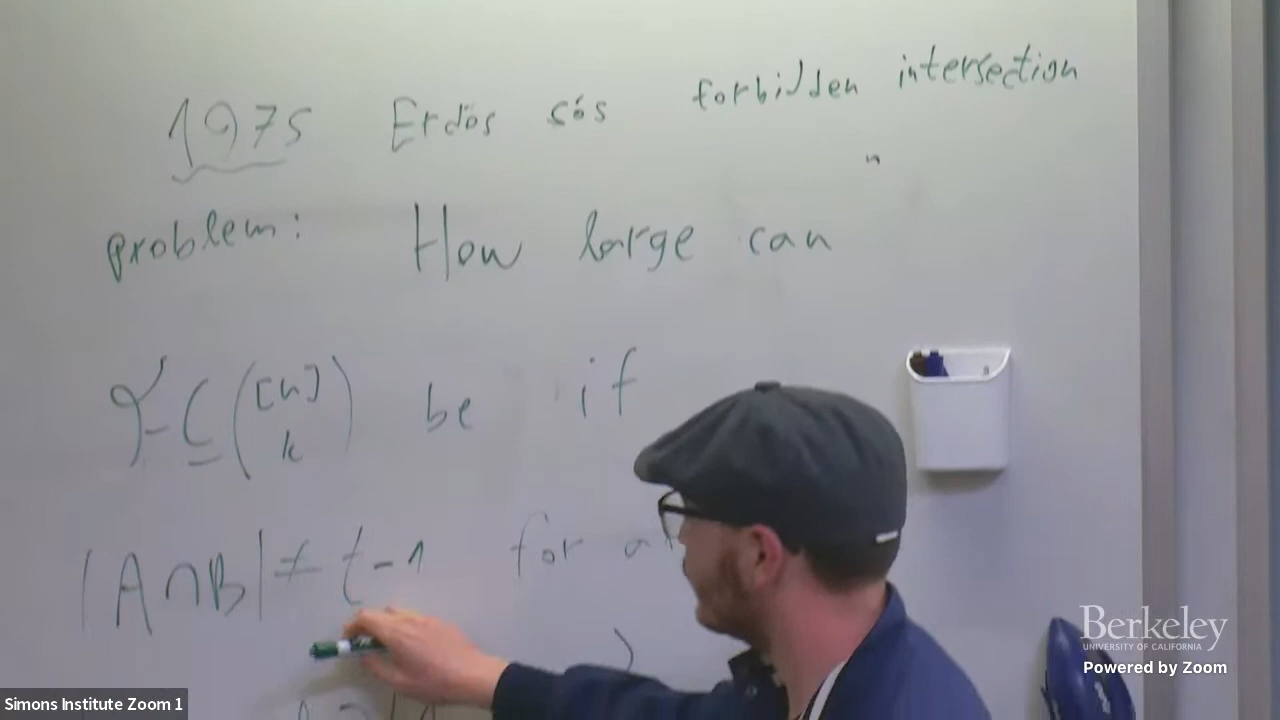 1975 Erdös sós forbidden intersection
problem: How large can
F ⊆ ([n] k) be if
|A∩B| ≠ t-1 for
Berkeley
UNIVERSITY OF CALIFORNIA
Powered by Zoom
Simons Institute Zoom 1